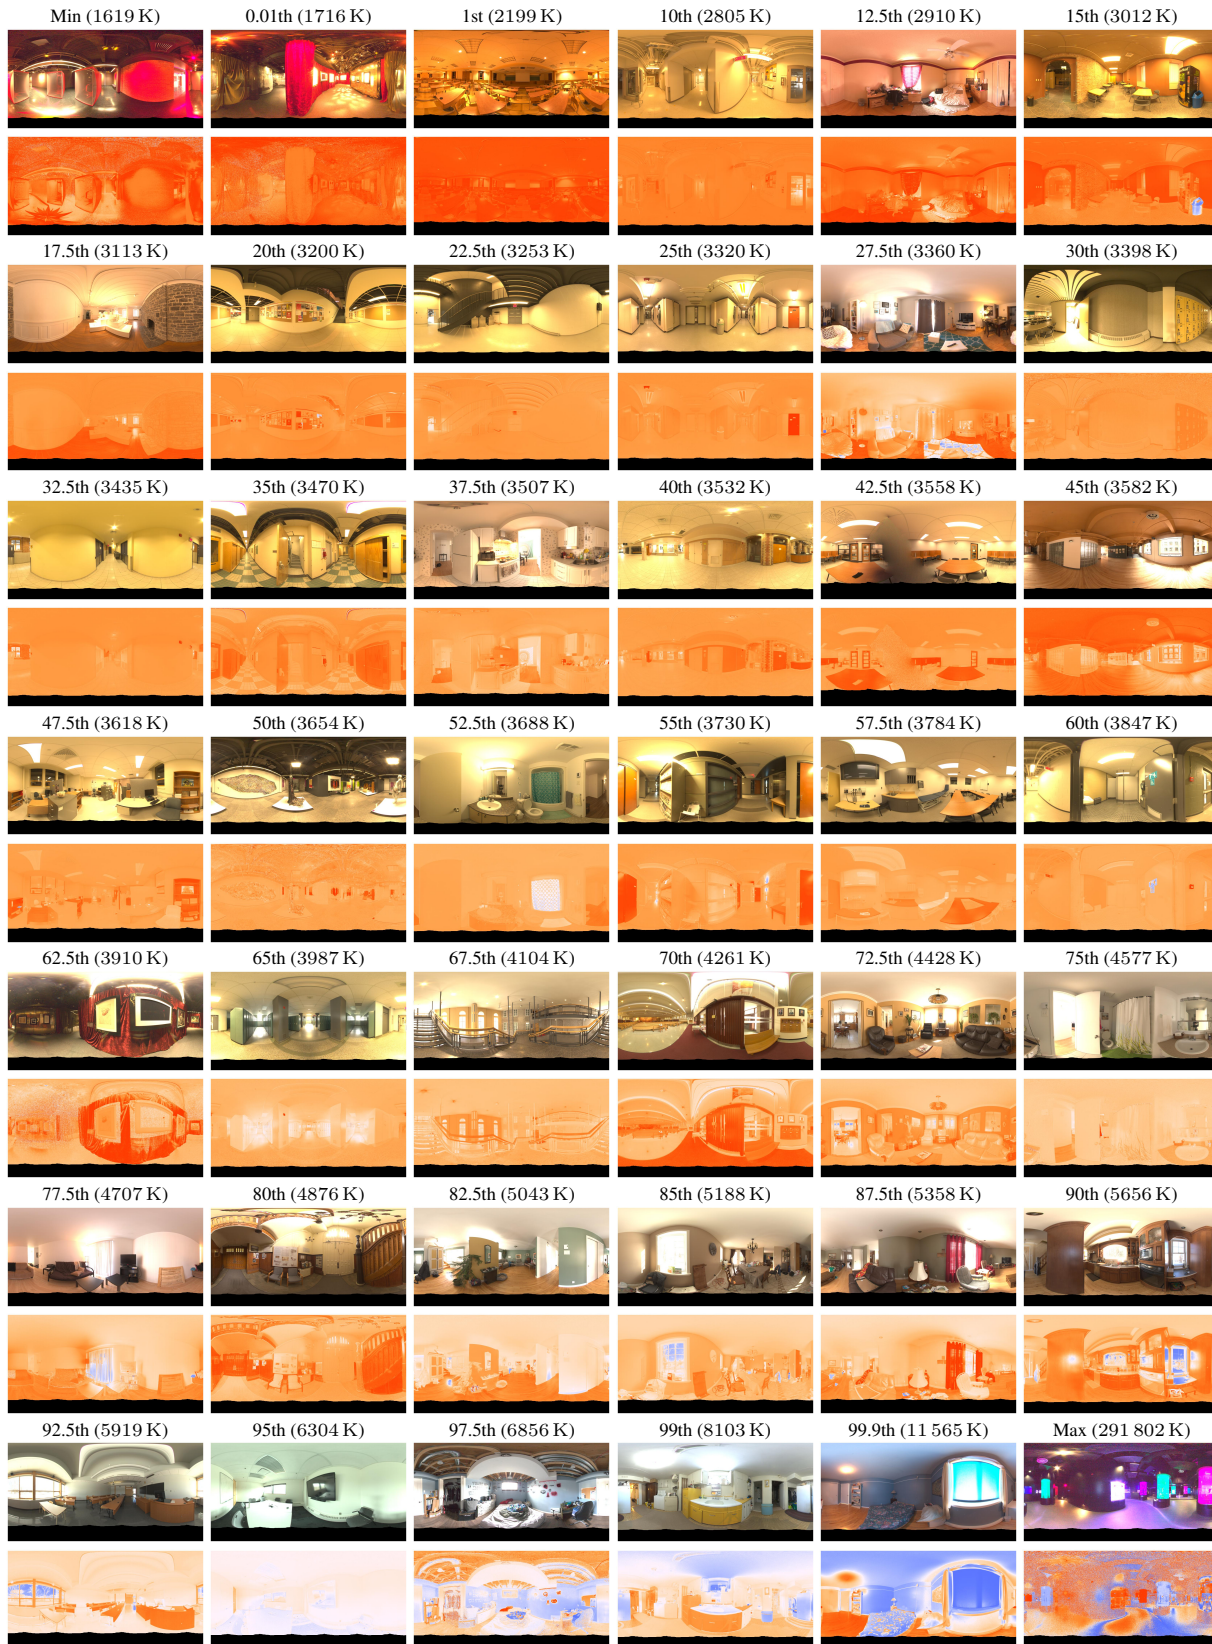 Min (1619 K) 0.01th (1716 K) 1st (2199 K) 10th (2805 K) 12.5th (2910 K) 15th (3012 K)
17.5th (3113 K) 20th (3200 K) 22.5th (3253 K) 25th (3320 K) 27.5th (3360 K) 30th (3398 K)
32.5th (3435 K) 35th (3470 K) 37.5th (3507 K) 40th (3532 K) 42.5th (3558 K) 45th (3582 K)
47.5th (3618 K) 50th (3654 K) 52.5th (3688 K) 55th (3730 K) 57.5th (3784 K) 60th (3847 K)
62.5th (3910 K) 65th (3987 K) 67.5th (4104 K) 70th (4261 K) 72.5th (4428 K) 75th (4577 K)
77.5th (4707 K) 80th (4876 K) 82.5th (5043 K) 85th (5188 K) 87.5th (5358 K) 90th (5656 K)
92.5th (5919 K) 95th (6304 K) 97.5th (6856 K) 99th (8103 K) 99.9th (11 565 K) Max (291 802 K)